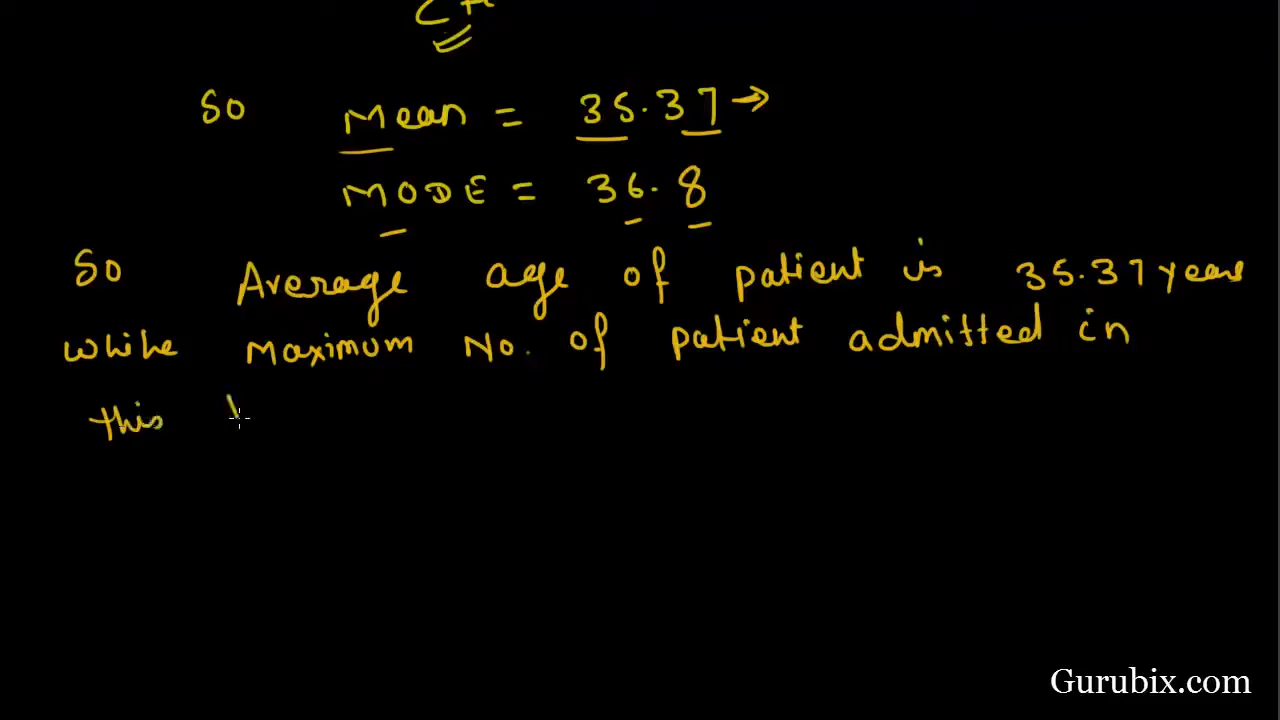 So Mean = 35.37 →
MODE = 36.8
So Average age of patient is 35.37 years
while maximum No. of patient admitted in
this
Gurubix.com